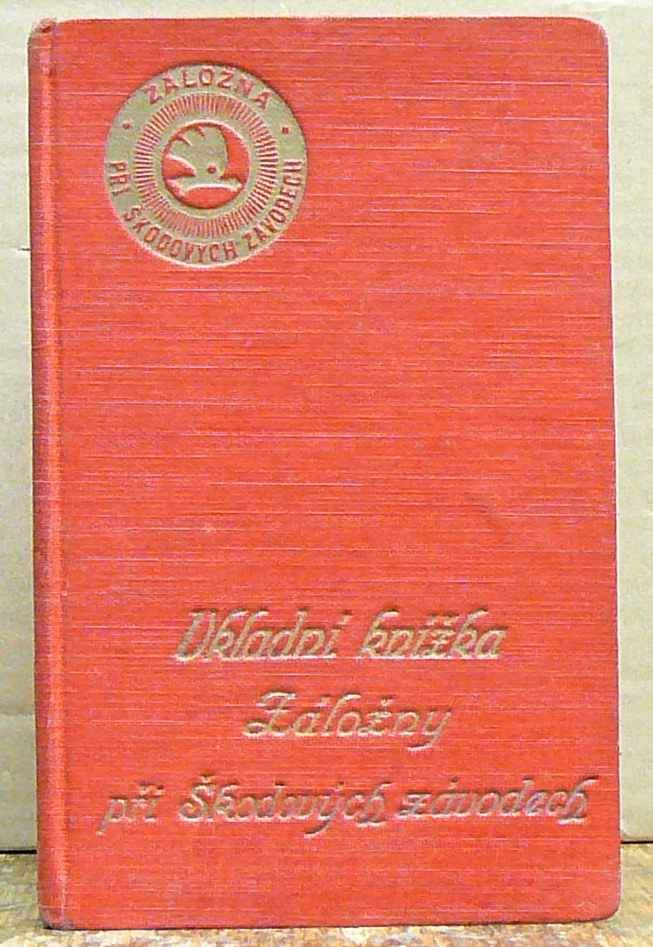 ZÁLOŽNA
PŘI ŠKODOVÝCH ZÁVODECH
Vkladní knížka
Záložny
při Škodových závodech